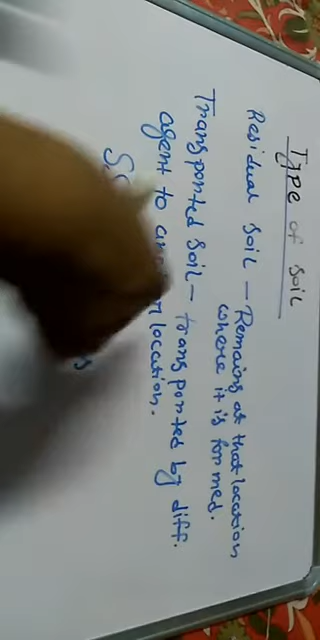 Type of soil
Residual soil - Remains at that location
where it is formed.
Transported soil - transported by diff.
agent to location.